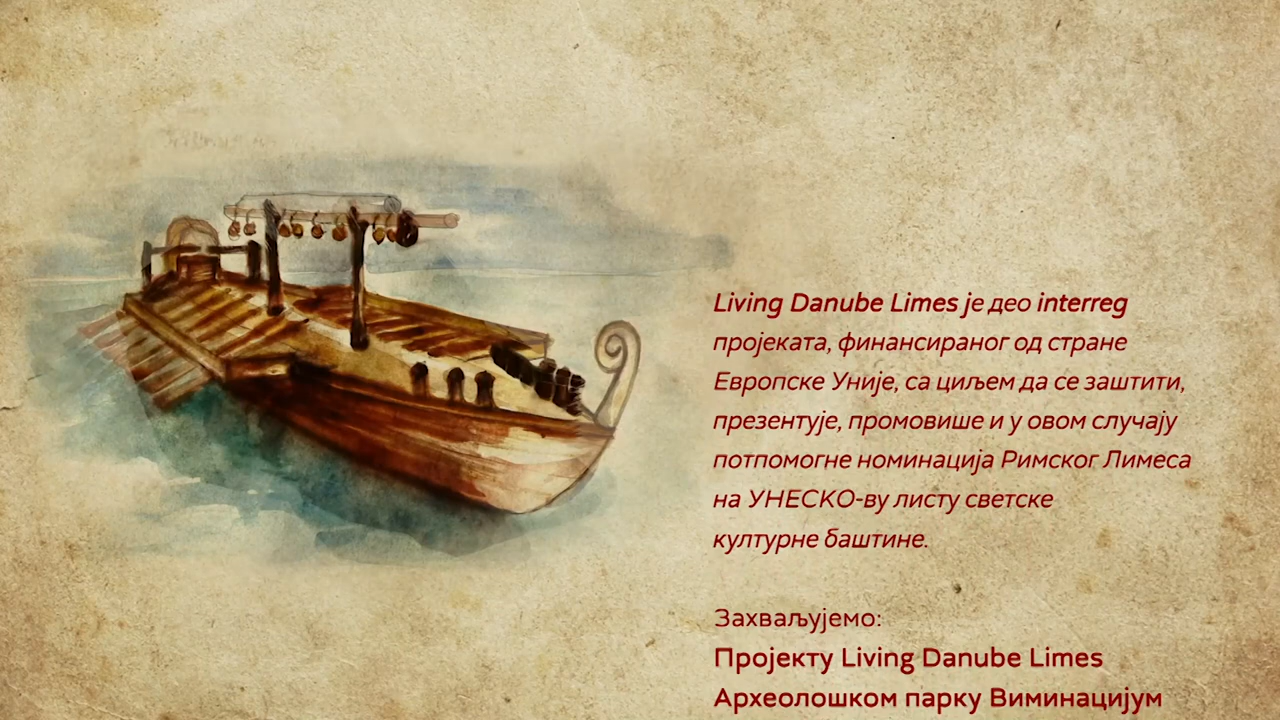 Living Danube Limes је део interreg
пројеката, финансираног од стране
Европске Уније, са циљем да се заштити,
презентује, промовише и у овом случају
потпомогне номинација Римског Лимеса
на УНЕСКО-ву листу светске
културне баштине.
Захваљујемо:
Пројекту Living Danube Limes
Археолошком парку Виминацијум